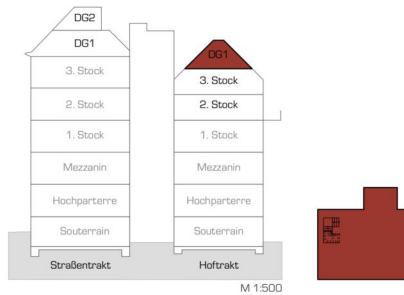 DG2
DG1
3. Stock
2. Stock
1. Stock
Mezzanin
Hochparterre
Souterrain
Straßentrakt
DG1
3. Stock
2. Stock
1. Stock
Mezzanin
Hochparterre
Souterrain
Hoftrakt
M 1:500